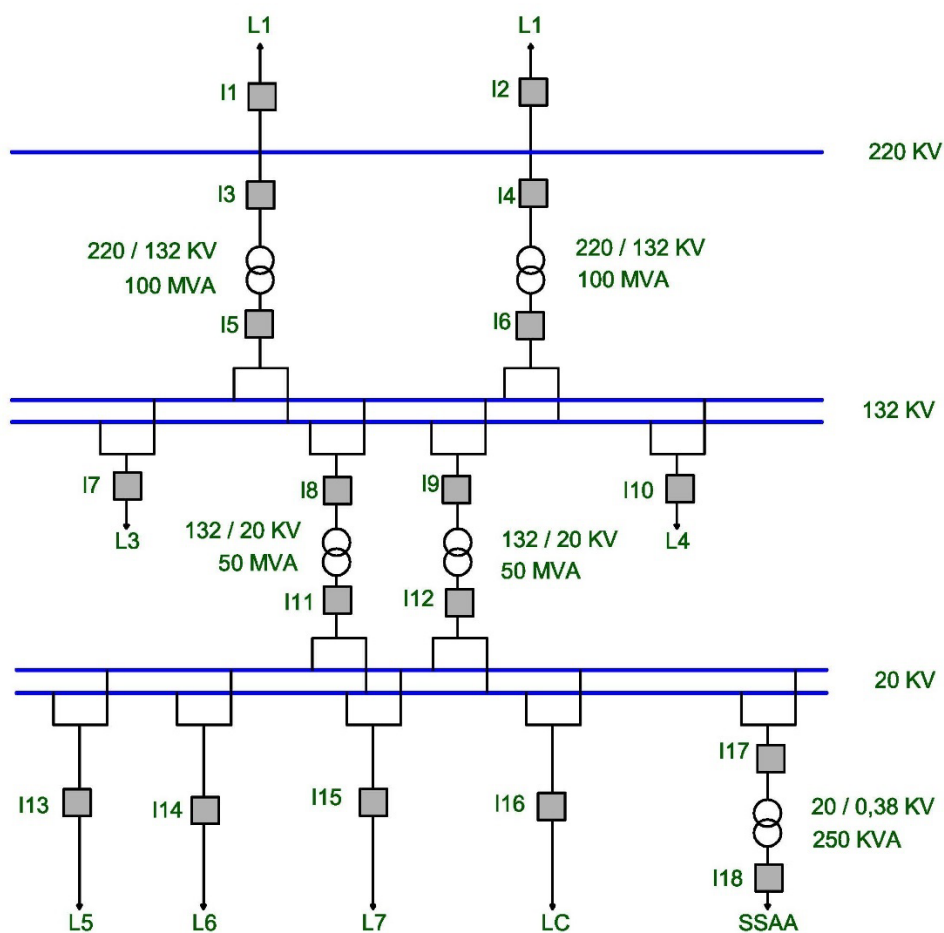 L1
L1
I1
I2
220 KV
I3
I4
220 / 132 KV
100 MVA
220 / 132 KV
100 MVA
I5
I6
132 KV
I7
I8
I9
I10
L3
132 / 20 KV
50 MVA
132 / 20 KV
50 MVA
L4
I11
I12
20 KV
I17
I13
I14
I15
I16
20 / 0,38 KV
250 KVA
I18
L5
L6
L7
LC
SSAA